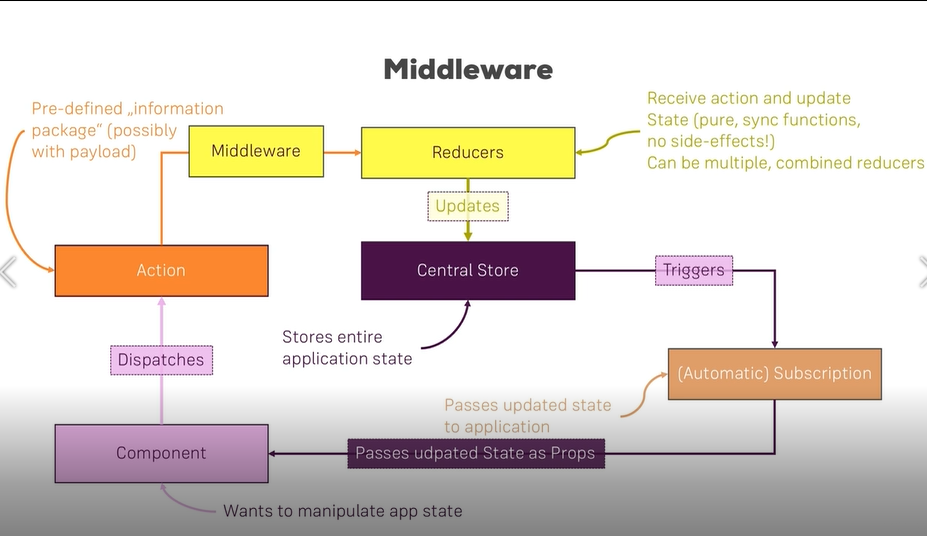 Middleware
Pre-defined „information
package“ (possibly
with payload)
Middleware
Reducers
Receive action and update
State (pure, sync functions,
no side-effects!)
Can be multiple, combined reducers
Updates
Action
Central Store
Triggers
Stores entire
application state
Dispatches
(Automatic) Subscription
Passes updated state
to application
Component
Passes udpated State as Props
Wants to manipulate app state